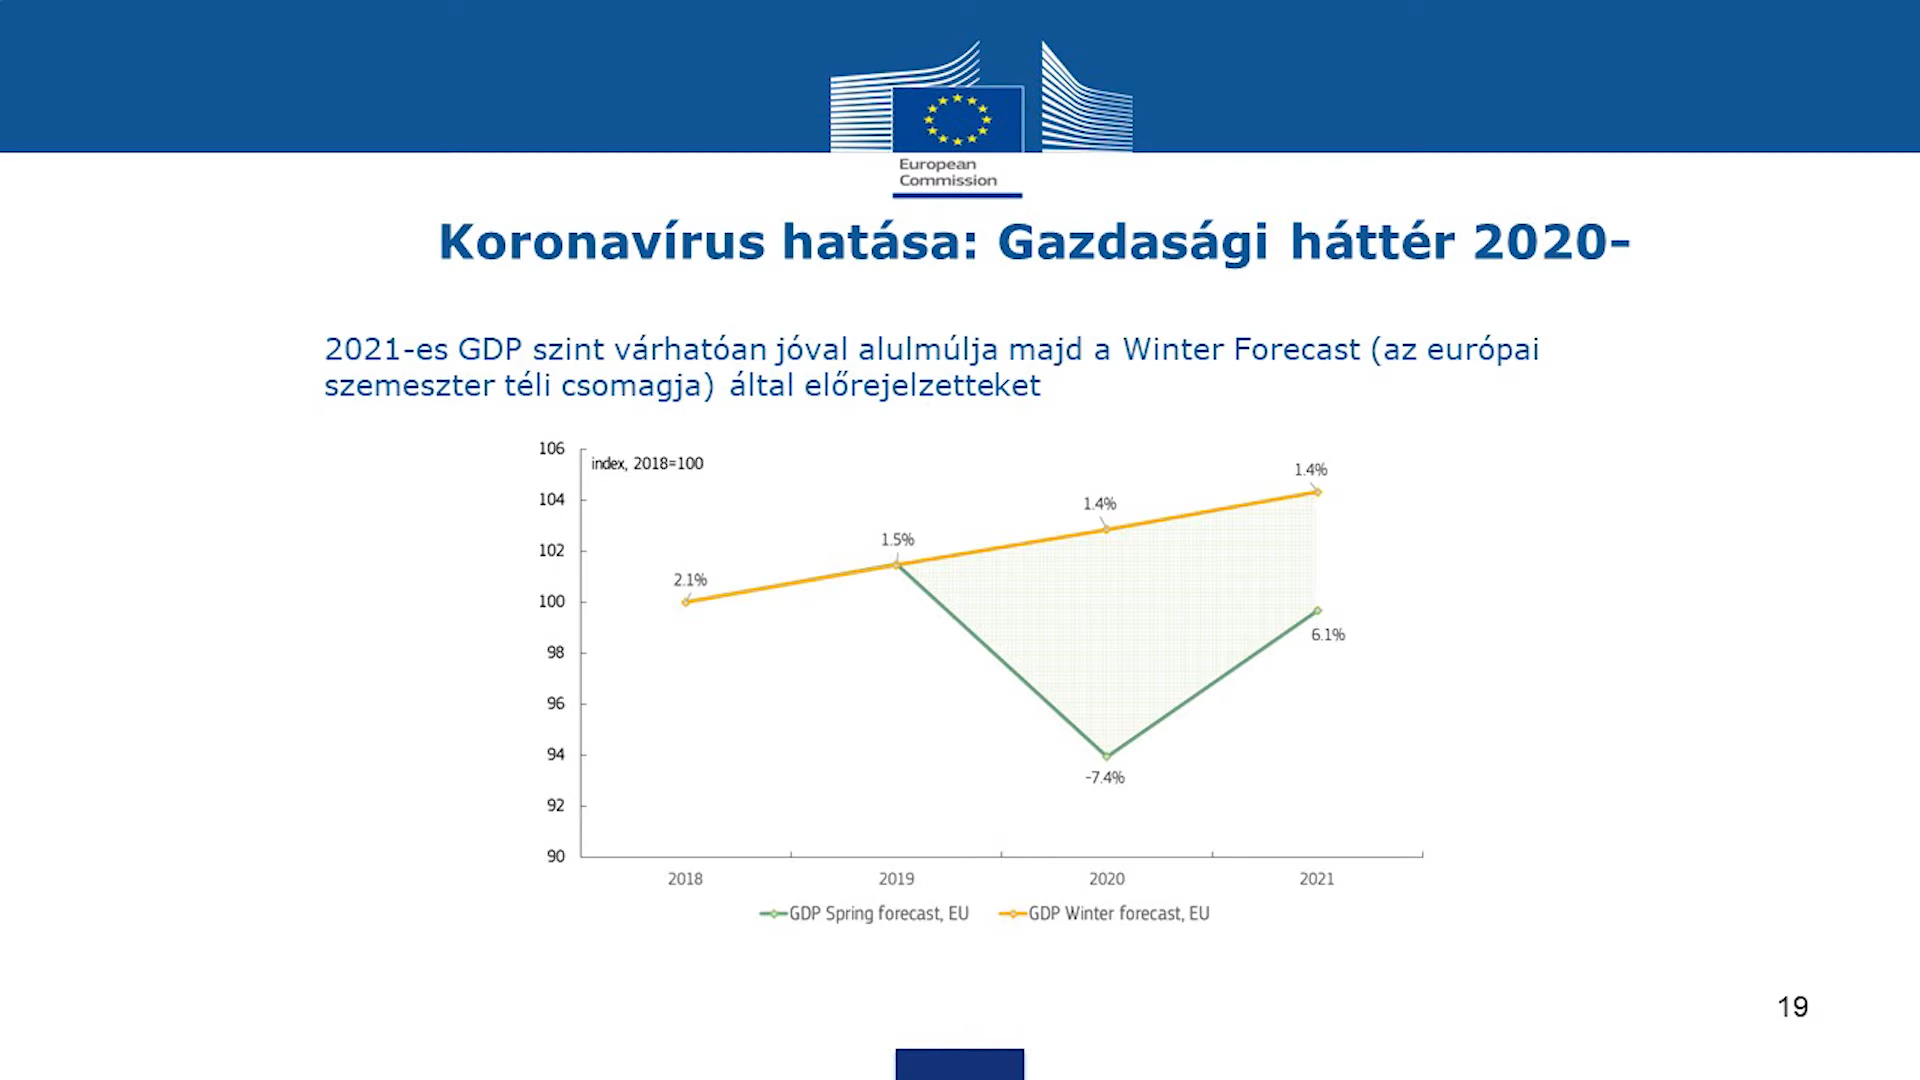 European
Commission
Koronavírus hatása: Gazdasági háttér 2020-
2021-es GDP szint várhatóan jóval alulmúlja majd a Winter Forecast (az európai
szemeszter téli csomagja) által előrejelzetteket
106
index, 2018=100
104
102
100
98
96
94
92
90
2.1%
1.5%
1.4%
1.4%
6.1%
-7.4%
2018
2019
2020
2021
GDP Spring forecast, EU
GDP Winter forecast, EU
19